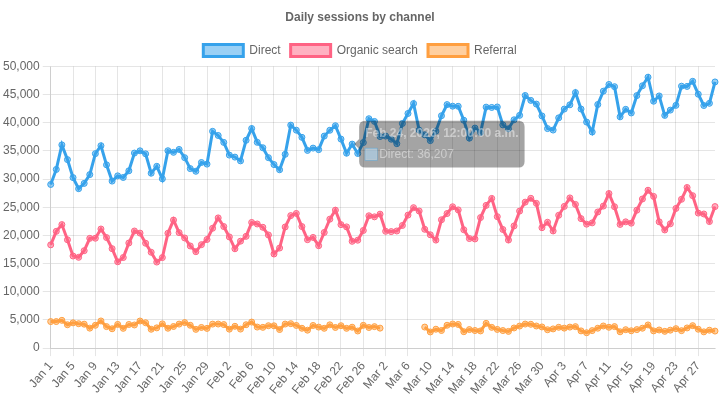 Daily sessions by channel
Direct
Organic search
Referral
50,000
45,000
40,000
35,000
30,000
25,000
20,000
15,000
10,000
5,000
0
Feb 24, 2026, 12:00:00 a.m.
Direct: 36,207
Jan 1
Jan 5
Jan 9
Jan 13
Jan 17
Jan 21
Jan 25
Jan 29
Feb 2
Feb 6
Feb 10
Feb 14
Feb 18
Feb 22
Feb 26
Mar 2
Mar 6
Mar 10
Mar 14
Mar 18
Mar 22
Mar 26
Mar 30
Apr 3
Apr 7
Apr 11
Apr 15
Apr 19
Apr 23
Apr 27